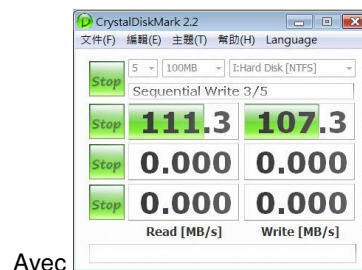 CrystalDiskMark 2.2
文件(F) 編輯(E) 主題(T) 幫助(H) Language
Stop 5 100MB I:Hard Disk [NTFS]
Sequential Write 3/5
Stop 111.3 107.3
Stop 0.000 0.000
Stop 0.000 0.000
Read [MB/s] Write [MB/s]
Avec